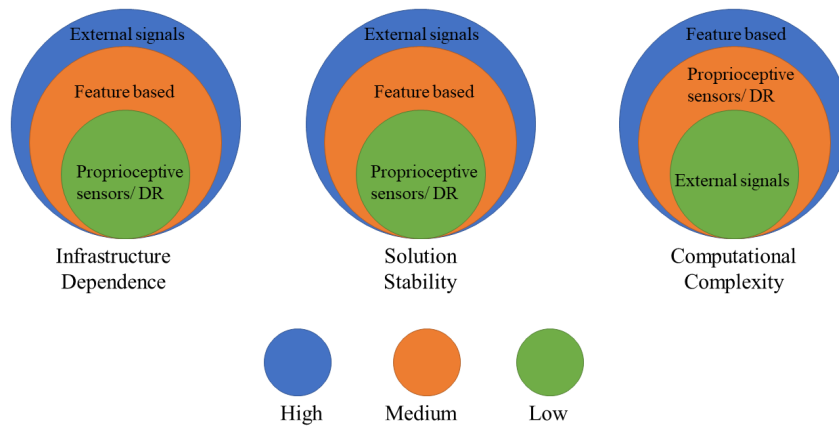 External signals
Feature based
Proprioceptive
sensors/ DR
Infrastructure
Dependence
External signals
Feature based
Proprioceptive
sensors/ DR
Solution
Stability
Feature based
Proprioceptive
sensors/ DR
External signals
Computational
Complexity
High
Medium
Low